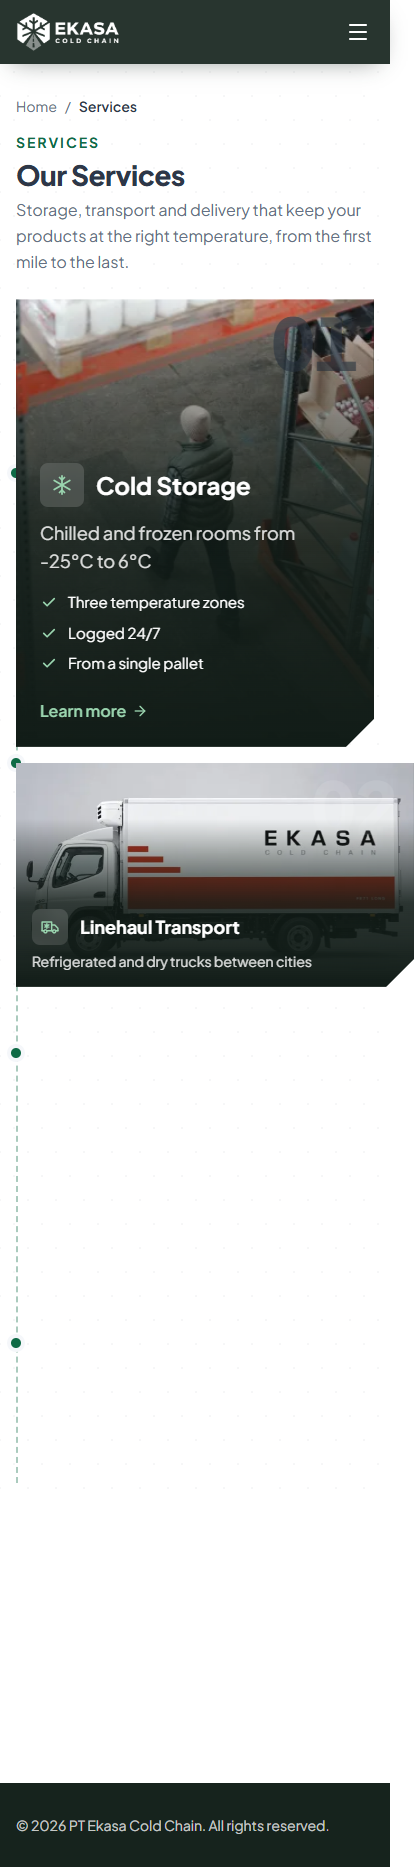 EKASA
COLD CHAIN
Home / Services
SERVICES
Our Services
Storage, transport and delivery that keep your
products at the right temperature, from the first
mile to the last.
01
Cold Storage
Chilled and frozen rooms from
-25°C to 6°C
Three temperature zones
Logged 24/7
From a single pallet
Learn more →
02
EKASA
COLD CHAIN
Linehaul Transport
Refrigerated and dry trucks between cities
© 2026 PT Ekasa Cold Chain. All rights reserved.